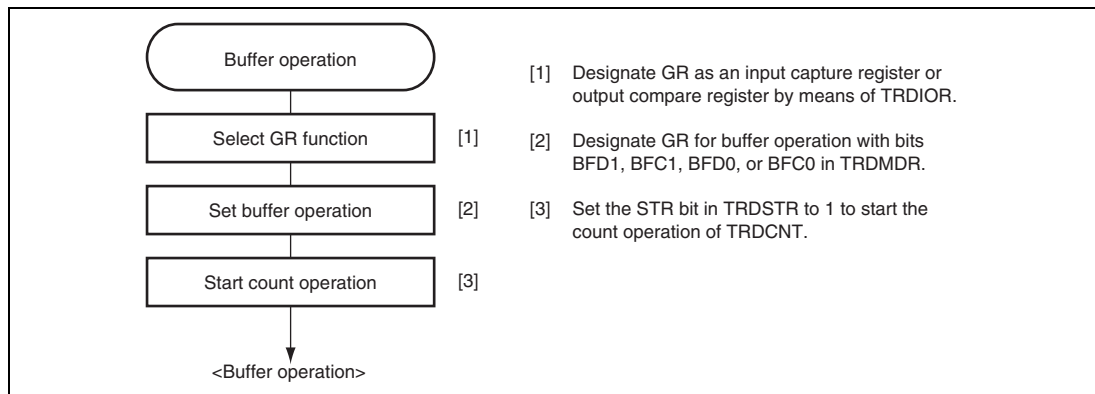 Buffer operation
Select GR function
[1]
Set buffer operation
[2]
Start count operation
[3]
<Buffer operation>
[1] Designate GR as an input capture register or
output compare register by means of TRDIOR.
[2] Designate GR for buffer operation with bits
BFD1, BFC1, BFD0, or BFC0 in TRDMDR.
[3] Set the STR bit in TRDSTR to 1 to start the
count operation of TRDCNT.